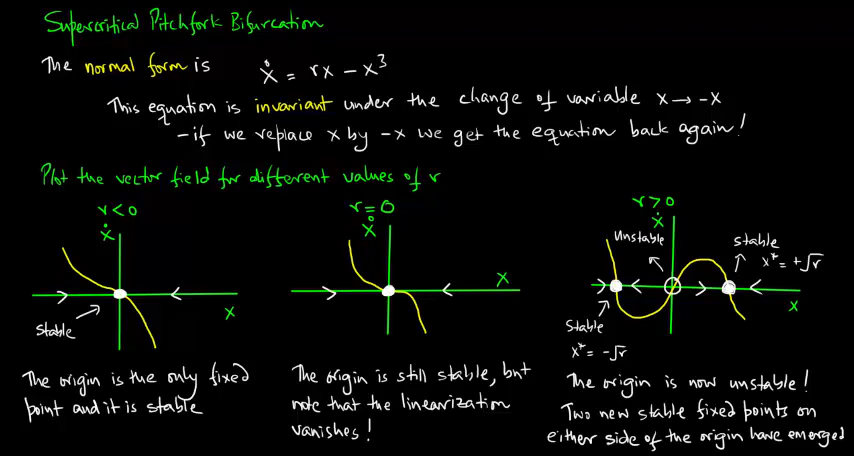 Supercritical Pitchfork Bifurcation
The normal form is ẋ = rx − x³
This equation is invariant under the change of variable x → −x
− if we replace x by −x we get the equation back again!
Plot the vector field for different values of r
r < 0
ẋ
x
stable
The origin is the only fixed
point and it is stable
r = 0
ẋ
x
The origin is still stable, but
note that the linearization
vanishes!
r > 0
ẋ
Unstable
stable
x* = +√r
x
stable
x* = −√r
The origin is now unstable!
Two new stable fixed points on
either side of the origin have emerged